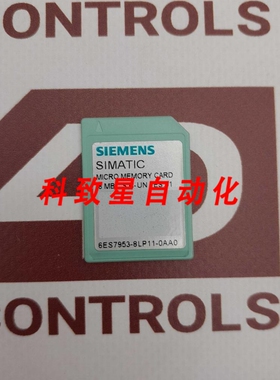 CONTROLS
SIEMENS
SIMATIC
MICRO MEMORY CARD
科致星自动化
6ES7953-8LP11-0AA0
CONTROLS